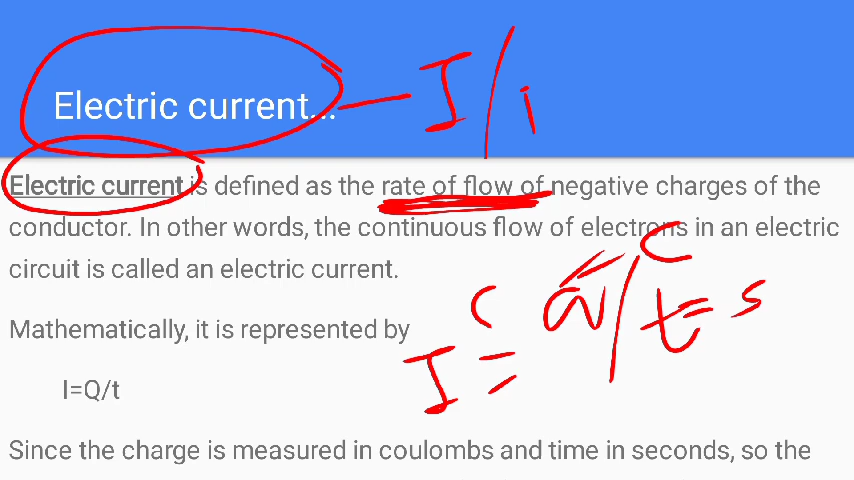 Electric current... — I/i
Electric current is defined as the rate of flow of negative charges of the
conductor. In other words, the continuous flow of electrons in an electric
circuit is called an electric current.
Mathematically, it is represented by
I=Q/t
Since the charge is measured in coulombs and time in seconds, so the